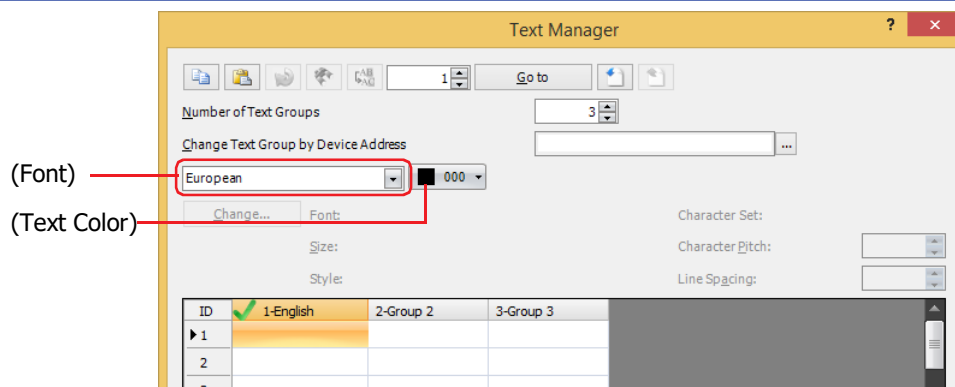 Text Manager ? ×
1 Go to
Number of Text Groups 3
Change Text Group by Device Address ...
(Font) European 000
(Text Color)
Change... Font: Character Set:
Size: Character Pitch:
Style: Line Spacing:
ID 1-English 2-Group 2 3-Group 3
1
2